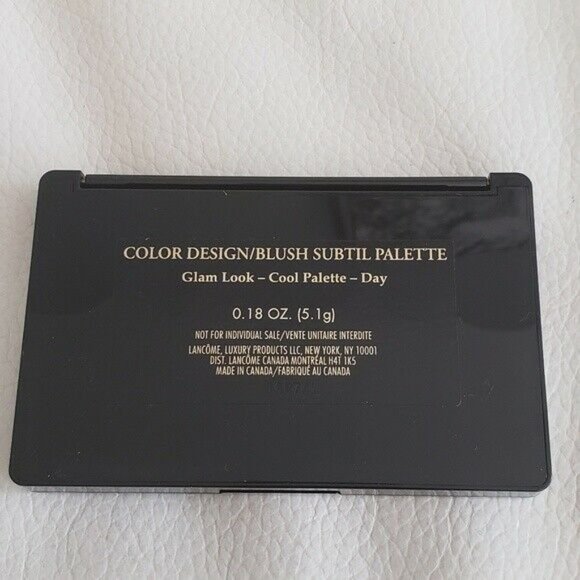 COLOR DESIGN/BLUSH SUBTIL PALETTE
Glam Look – Cool Palette – Day
0.18 OZ. (5.1g)
NOT FOR INDIVIDUAL SALE/VENTE UNITAIRE INTERDITE
LANCÔME, LUXURY PRODUCTS LLC, NEW YORK, NY 10001
DIST. LANCÔME CANADA MONTRÉAL H4T 1K5
MADE IN CANADA/FABRIQUÉ AU CANADA